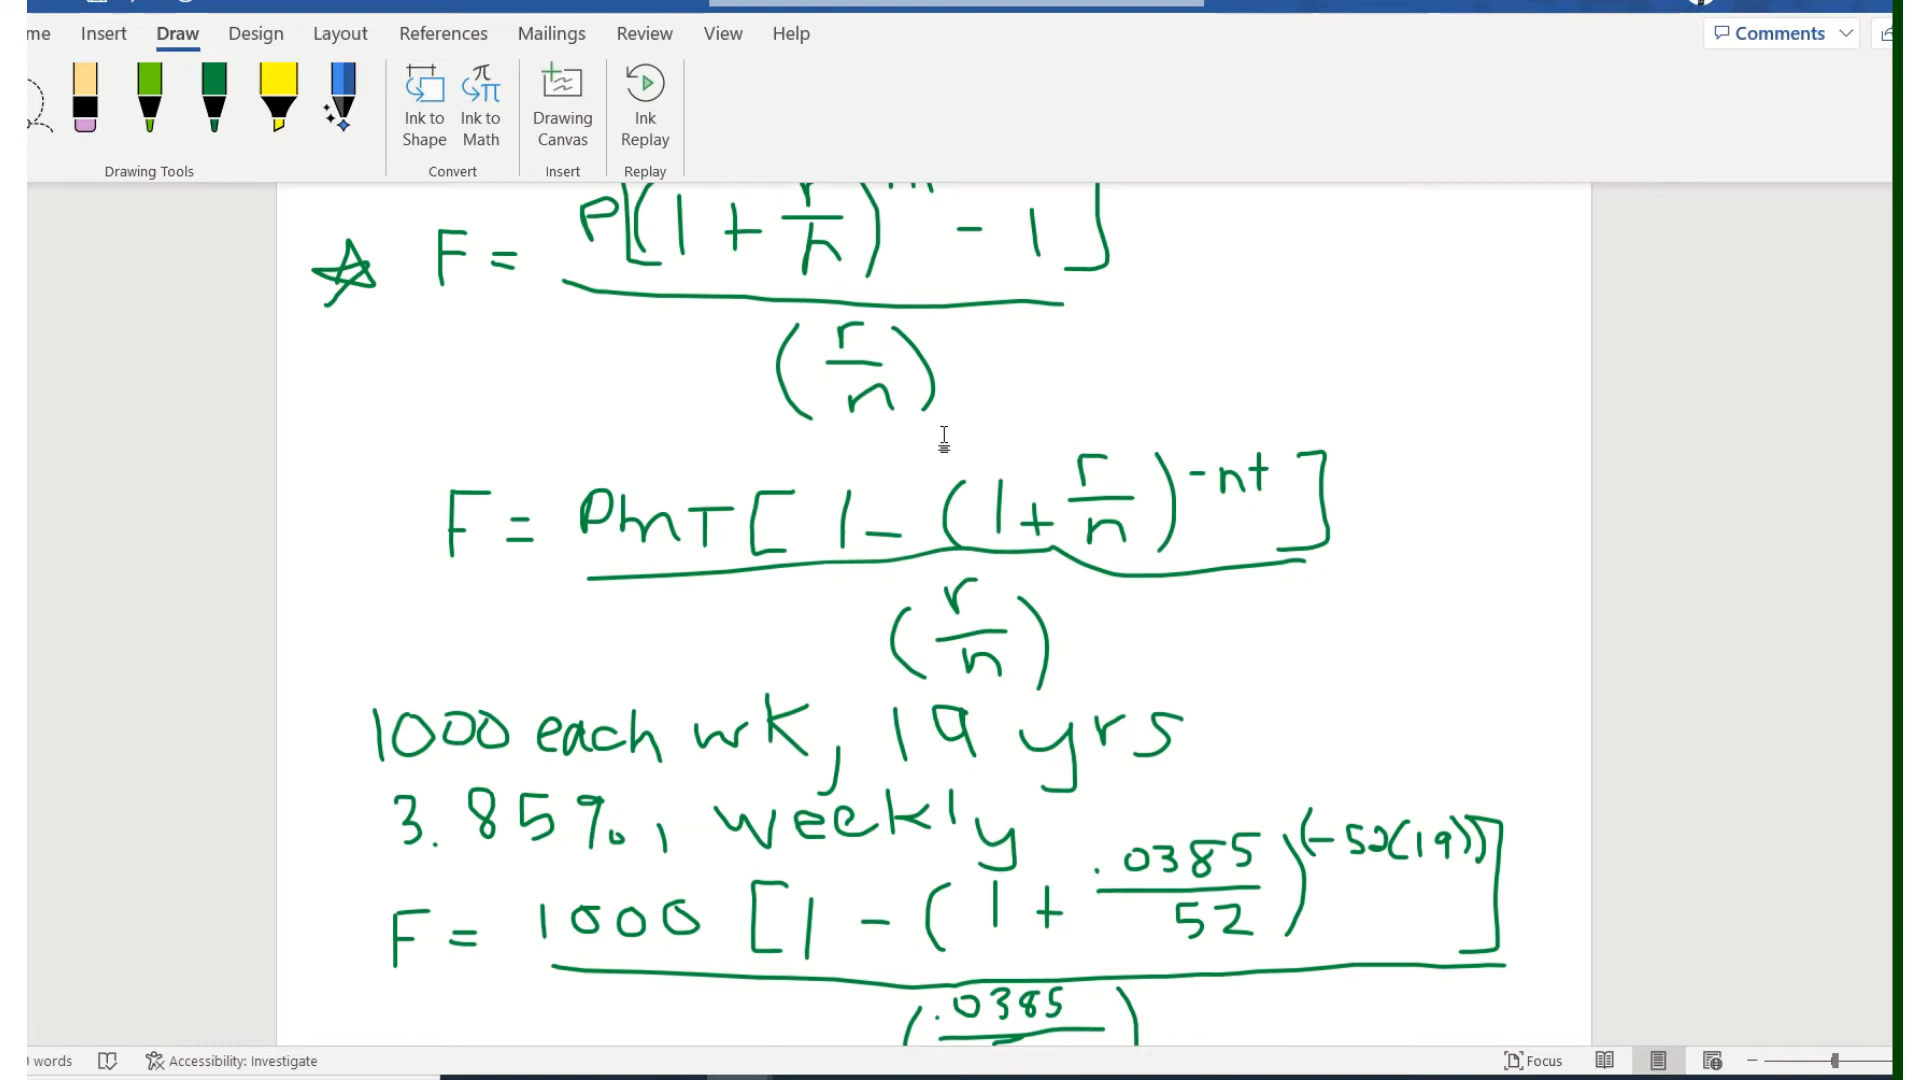 me Insert Draw Design Layout References Mailings Review View Help Comments
Ink to Shape
Ink to Math
Drawing Canvas
Ink Replay
Drawing Tools Convert Insert Replay
F = P[(1 + r/n)^nt - 1]
(r/n)
F = PmT[1 - (1 + r/n)^-nt]
(r/n)
1000 each wk, 19 yrs
3.85%, weekly
F = 1000 [1 - (1 + .0385/52)^(-52(19))]
(.0385
words Accessibility: Investigate Focus